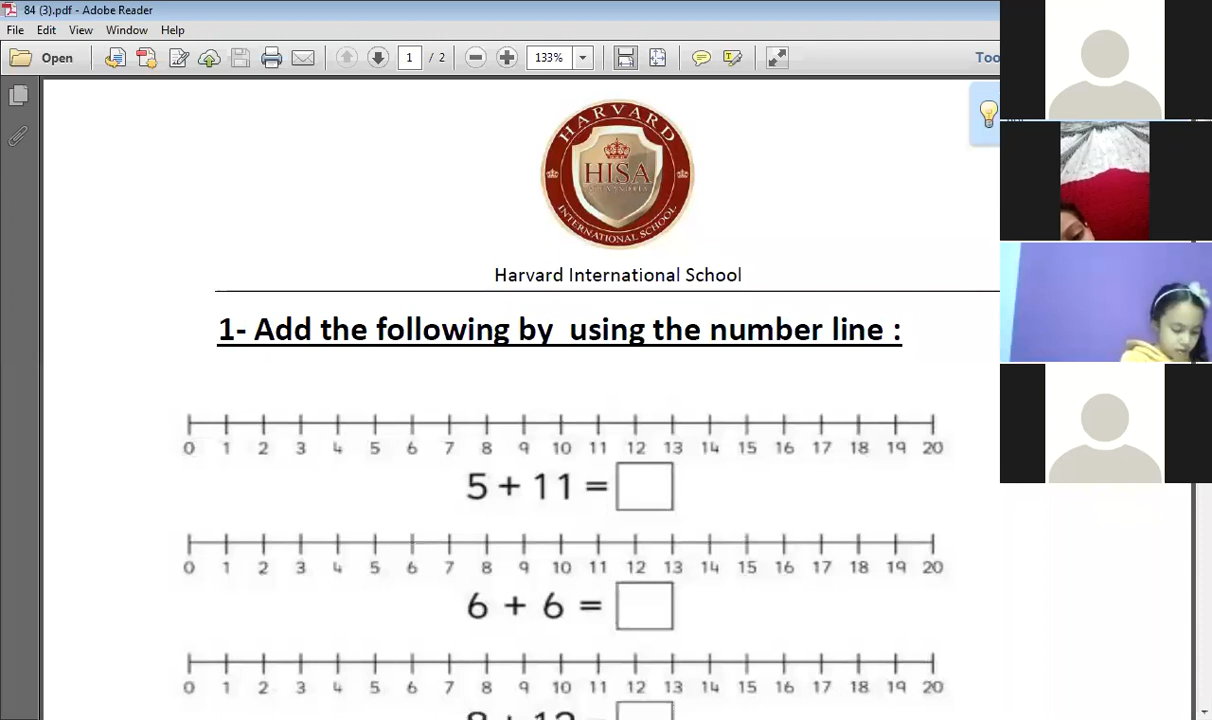 84 (3).pdf - Adobe Reader
File Edit View Window Help
Open 1 / 2 133% Too
HARVARD
HISA
INTERNATIONAL SCHOOL
Harvard International School
1- Add the following by using the number line :
0 1 2 3 4 5 6 7 8 9 10 11 12 13 14 15 16 17 18 19 20
5 + 11 =
0 1 2 3 4 5 6 7 8 9 10 11 12 13 14 15 16 17 18 19 20
6 + 6 =
0 1 2 3 4 5 6 7 8 9 10 11 12 13 14 15 16 17 18 19 20